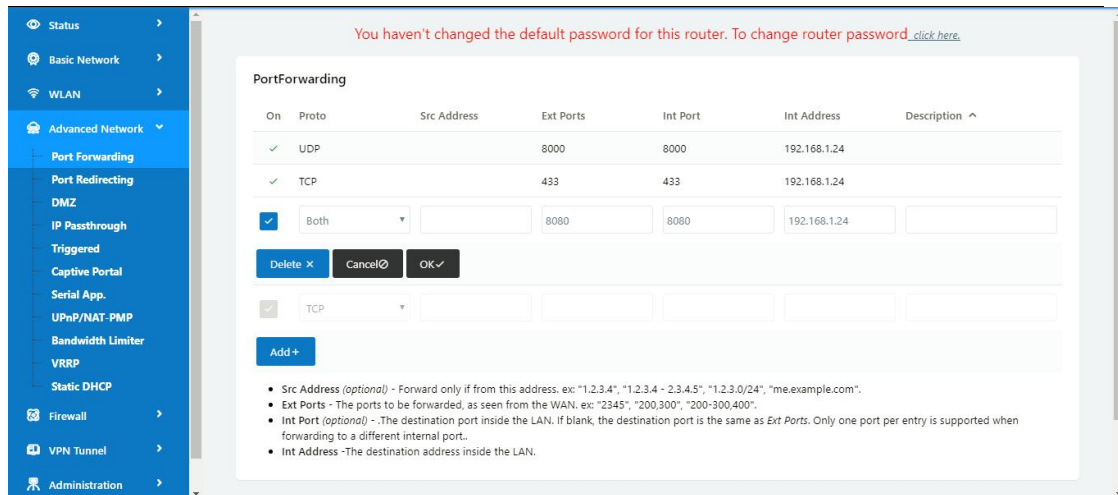 You haven't changed the default password for this router. To change router password click here.
Status
Basic Network
WLAN
Advanced Network
Port Forwarding
Port Redirecting
DMZ
IP Passthrough
Triggered
Captive Portal
Serial App.
UPnP/NAT-PMP
Bandwidth Limiter
VRRP
Static DHCP
Firewall
VPN Tunnel
Administration
PortForwarding
On Proto Src Address Ext Ports Int Port Int Address Description
UDP 8000 8000 192.168.1.24
TCP 433 433 192.168.1.24
Both 8080 8080 192.168.1.24
Delete Cancel OK
TCP
Add+
Src Address (optional) - Forward only if from this address. ex: "1.2.3.4", "1.2.3.4 - 2.3.4.5", "1.2.3.0/24", "me.example.com".
Ext Ports - The ports to be forwarded, as seen from the WAN. ex: "2345", "200,300", "200-300,400".
Int Port (optional) - .The destination port inside the LAN. If blank, the destination port is the same as Ext Ports. Only one port per entry is supported when
forwarding to a different internal port..
Int Address -The destination address inside the LAN.